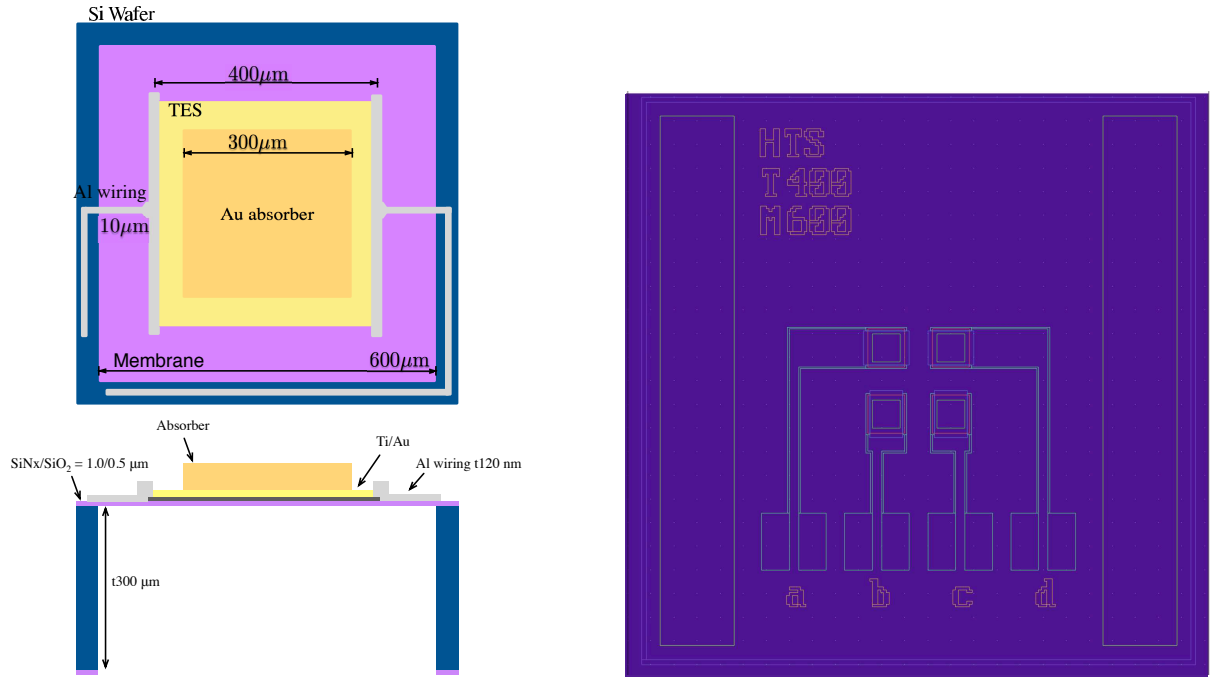 Si Wafer
400μm
TES
300μm
Al wiring
Au absorber
10μm
Membrane
600μm
Absorber
Ti/Au
SiNx/SiO₂ = 1.0/0.5 μm
Al wiring t120 nm
t300 μm
HTS
T400
M600
a b c d